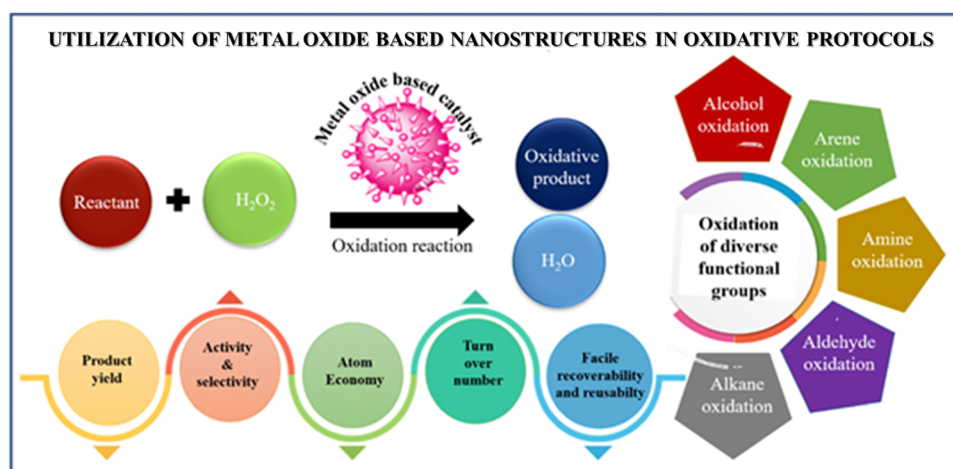 UTILIZATION OF METAL OXIDE BASED NANOSTRUCTURES IN OXIDATIVE PROTOCOLS
Metal oxide based catalyst
Reactant
+
H₂O₂
Oxidation reaction
Oxidative
product
H₂O
Product
yield
Activity
&
selectivity
Atom
Economy
Turn
over
number
Facile
recoverability
and reusabilty
Oxidation
of diverse
functional
groups
Alcohol
oxidation
Arene
oxidation
Amine
oxidation
Aldehyde
oxidation
Alkane
oxidation